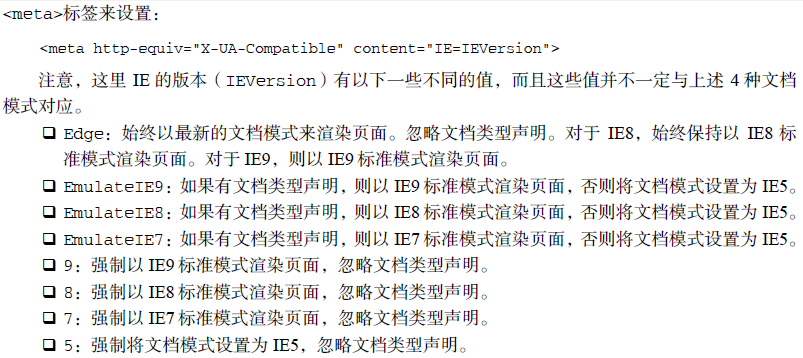 <meta>标签来设置：
<meta http-equiv="X-UA-Compatible" content="IE=IEVersion">
注意，这里 IE 的版本（IEVersion）有以下一些不同的值，而且这些值并不一定与上述 4 种文档
模式对应。
❑ Edge：始终以最新的文档模式来渲染页面。忽略文档类型声明。对于 IE8，始终保持以 IE8 标
准模式渲染页面。对于 IE9，则以 IE9 标准模式渲染页面。
❑ EmulateIE9：如果有文档类型声明，则以 IE9 标准模式渲染页面，否则将文档模式设置为 IE5。
❑ EmulateIE8：如果有文档类型声明，则以 IE8 标准模式渲染页面，否则将文档模式设置为 IE5。
❑ EmulateIE7：如果有文档类型声明，则以 IE7 标准模式渲染页面，否则将文档模式设置为 IE5。
❑ 9：强制以 IE9 标准模式渲染页面，忽略文档类型声明。
❑ 8：强制以 IE8 标准模式渲染页面，忽略文档类型声明。
❑ 7：强制以 IE7 标准模式渲染页面，忽略文档类型声明。
❑ 5：强制将文档模式设置为 IE5，忽略文档类型声明。